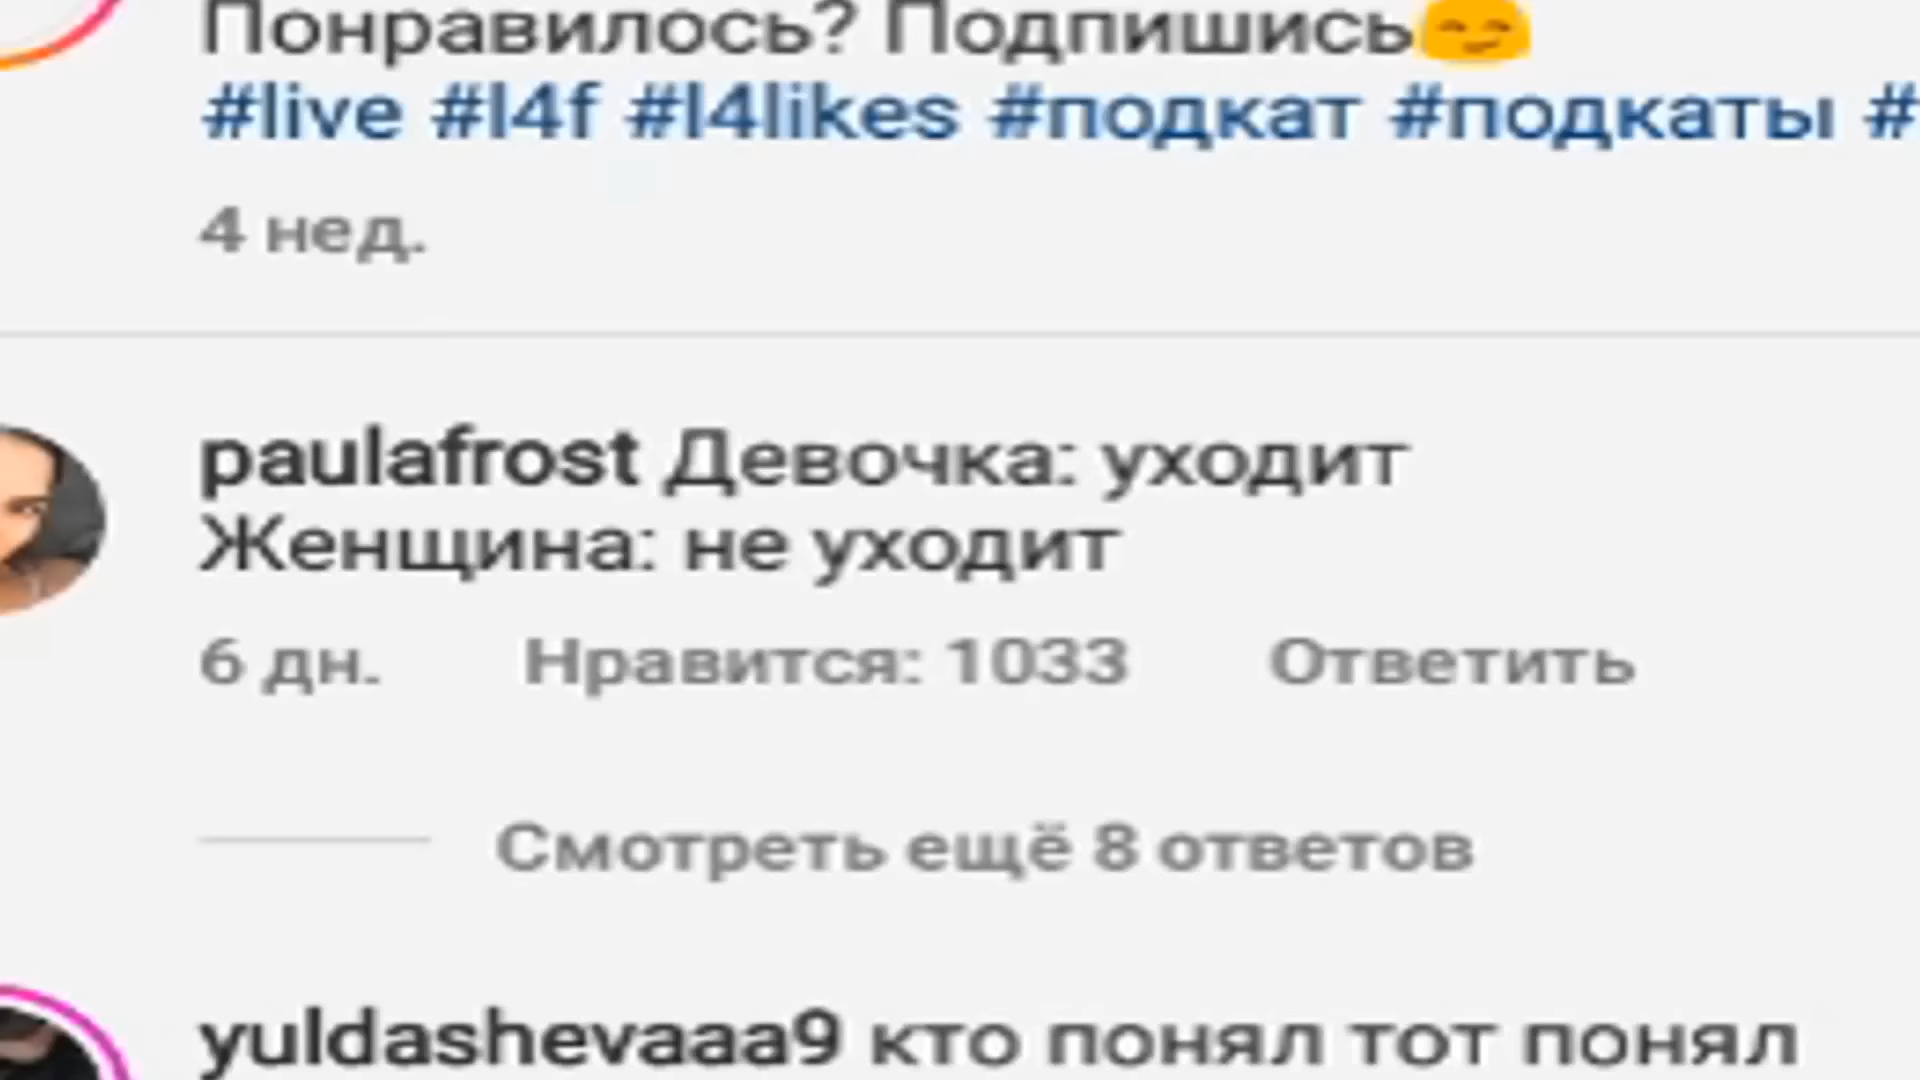 Понравилось? Подпишись
#live #l4f #l4likes #подкат #подкаты #
4 нед.
paulafrost Девочка: уходит
Женщина: не уходит
6 дн. Нравится: 1033 Ответить
Смотреть ещё 8 ответов
yuldashevaaa9 кто понял тот понял